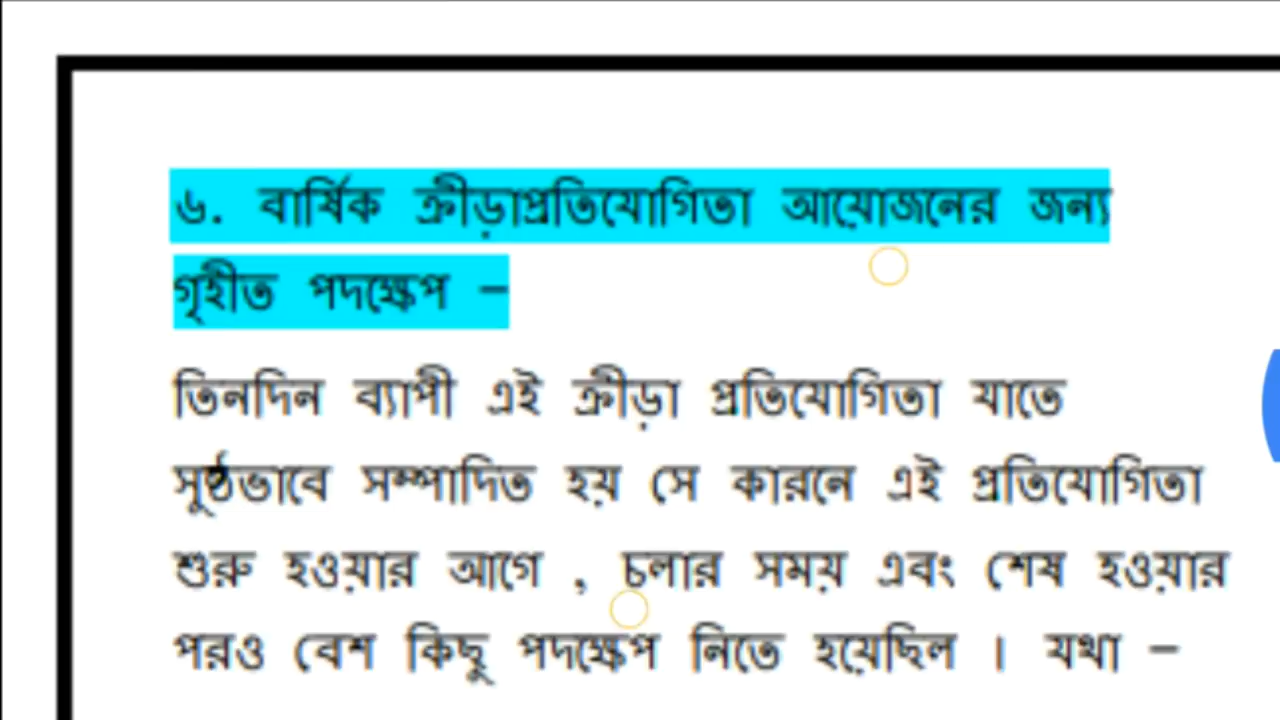 ৬. বার্ষিক ক্রীড়াপ্রতিযোগিতা আয়োজনের জন্য
গৃহীত পদক্ষেপ –
তিনদিন ব্যাপী এই ক্রীড়া প্রতিযোগিতা যাতে
সুষ্ঠভাবে সম্পাদিত হয় সে কারনে এই প্রতিযোগিতা
শুরু হওয়ার আগে , চলার সময় এবং শেষ হওয়ার
পরও বেশ কিছু পদক্ষেপ নিতে হয়েছিল । যথা –